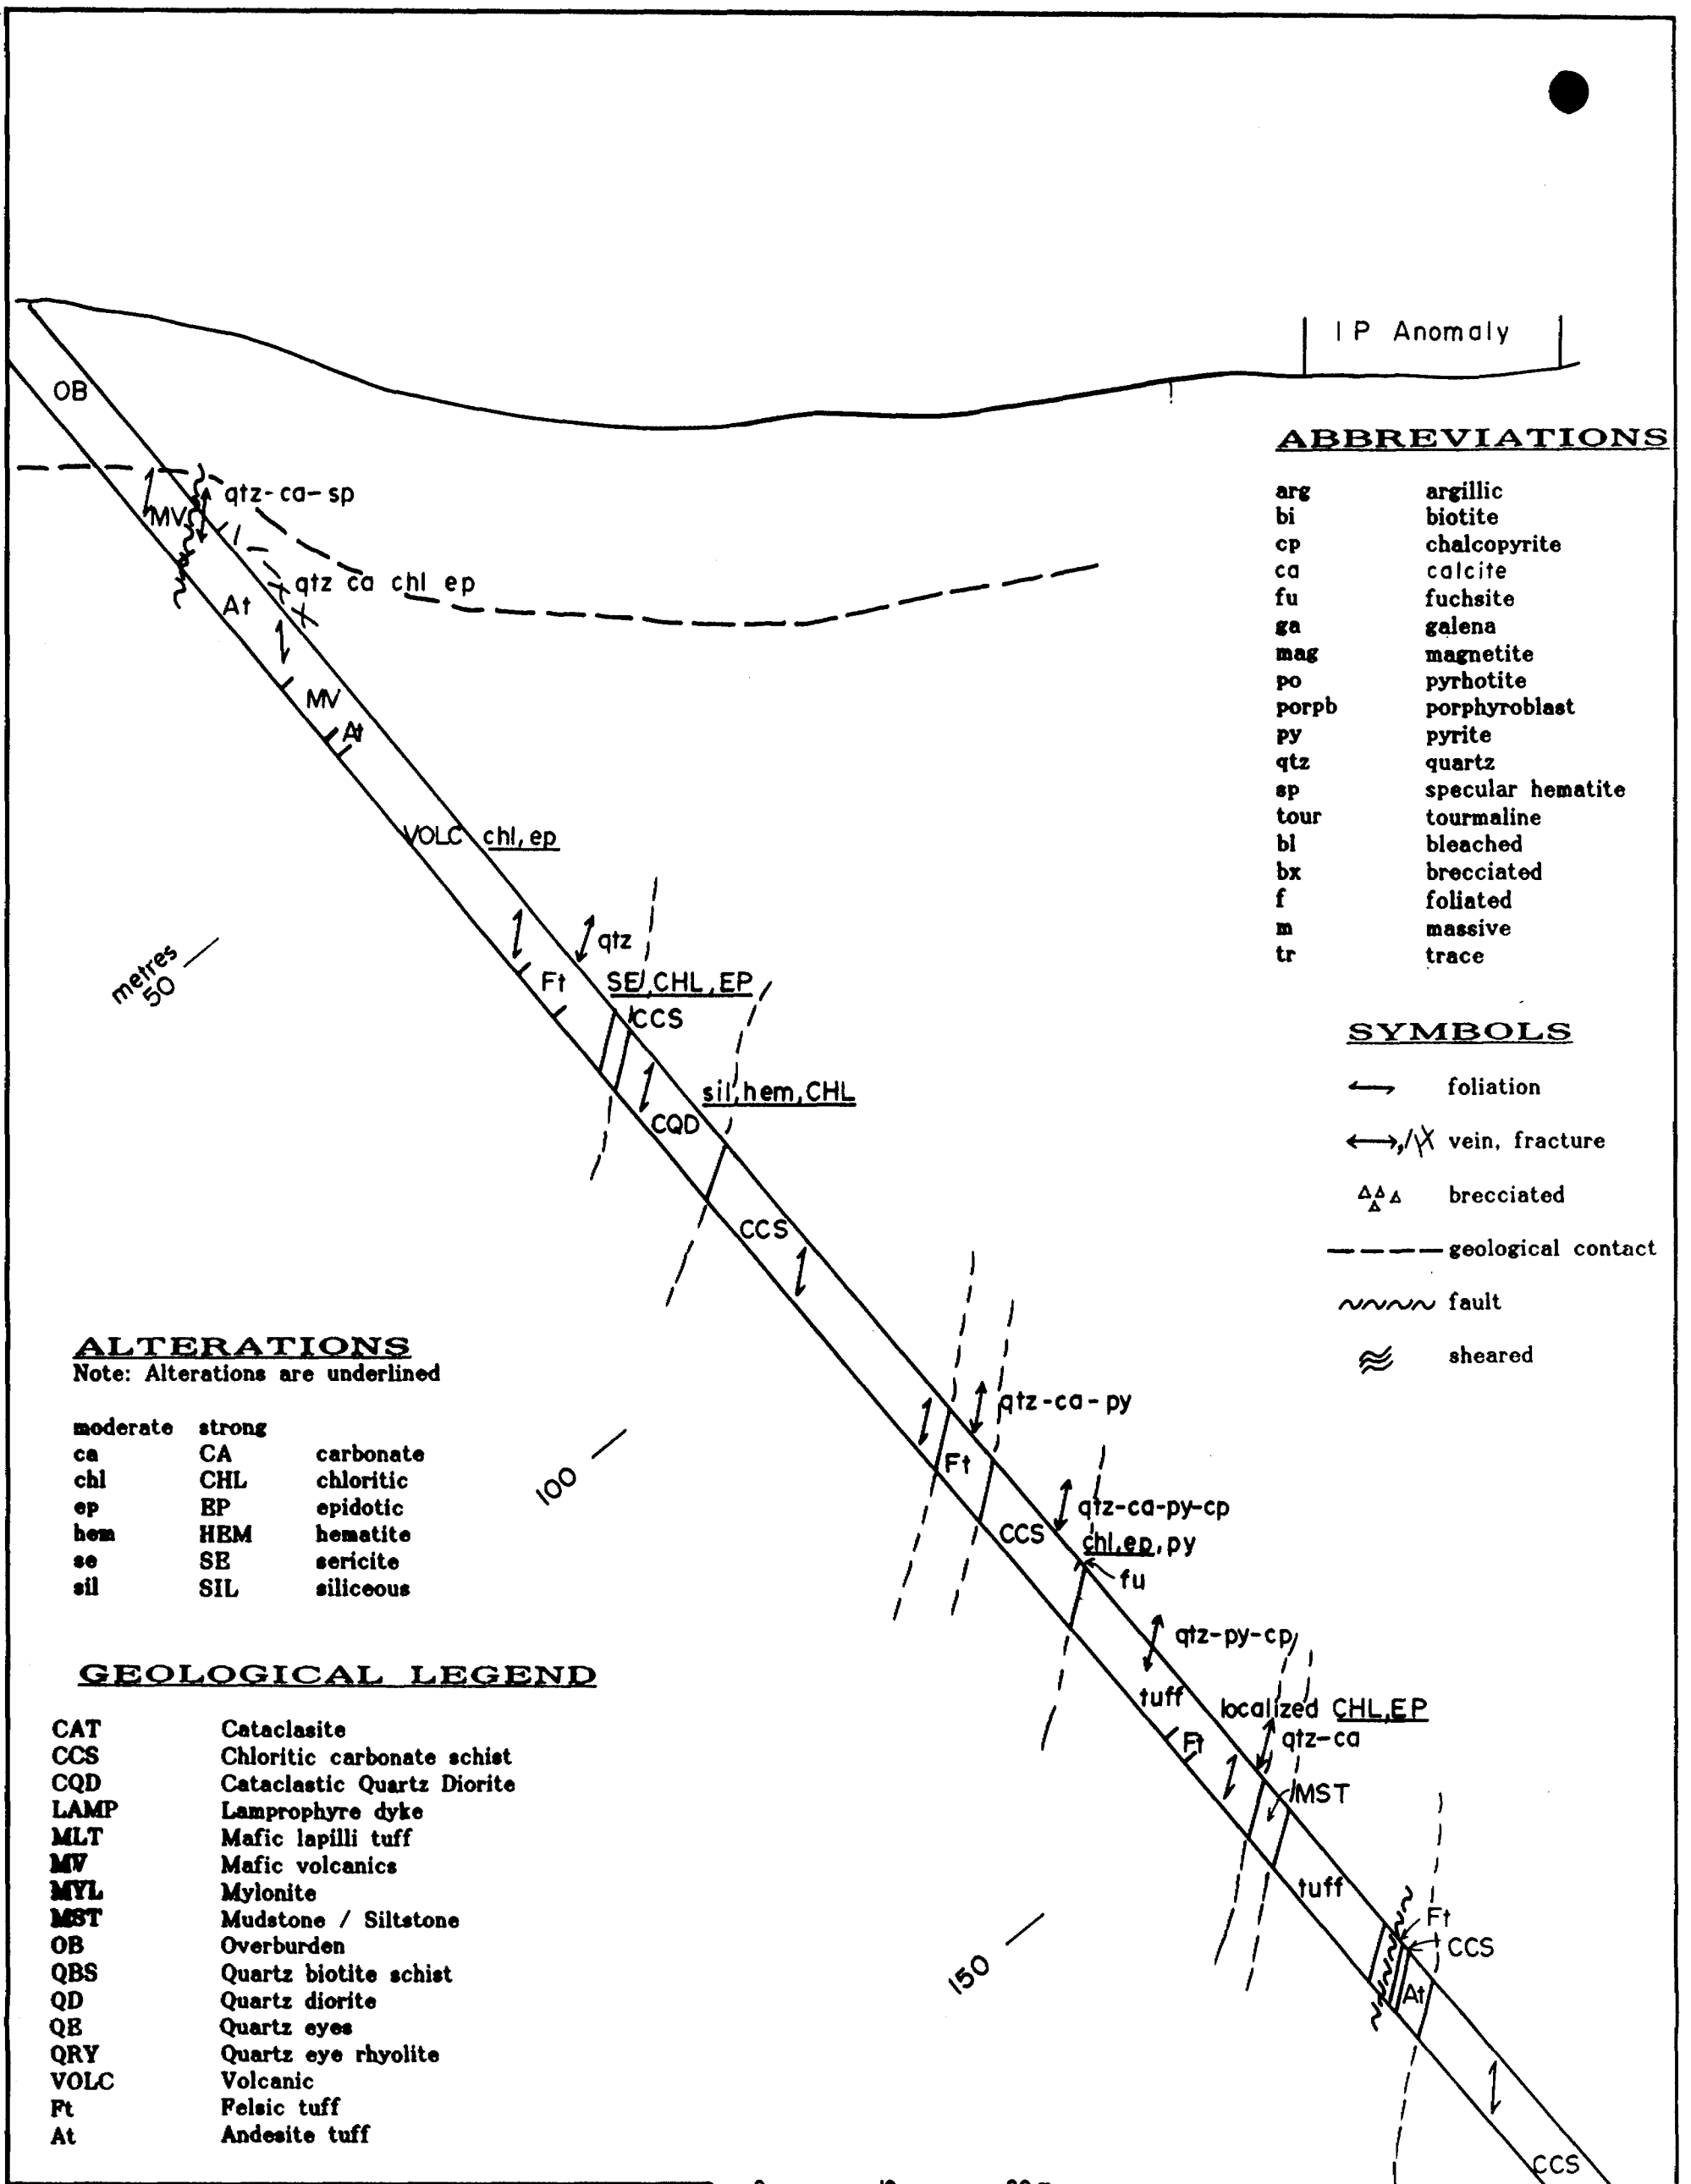 IP Anomaly
OB
ABBREVIATIONS
arg argillic
bi biotite
cp chalcopyrite
ca calcite
fu fuchsite
ga galena
mag magnetite
po pyrhotite
porpb porphyroblast
py pyrite
qtz quartz
sp specular hematite
tour tourmaline
bl bleached
bx brecciated
f foliated
m massive
tr trace
qtz-ca-sp
MV
qtz ca chl ep
At
MV
At
VOLC chl, ep
qtz
metres
50
Ft
SE, CHL, EP
CCS
sil, hem, CHL
CQD
CCS
SYMBOLS
foliation
vein, fracture
brecciated
geological contact
fault
sheared
ALTERATIONS
Note: Alterations are underlined
moderate strong
ca CA carbonate
chl CHL chloritic
ep EP epidotic
hem HEM hematite
se SE sericite
sil SIL siliceous
qtz-ca-py
Ft
100
qtz-ca-py-cp
CCS
chl, ep, py
fu
qtz-py-cp
tuff
localized CHL, EP
Ft
qtz-ca
MST
tuff
Ft
CCS
150
At
CCS
GEOLOGICAL LEGEND
CAT Cataclasite
CCS Chloritic carbonate schist
CQD Cataclastic Quartz Diorite
LAMP Lamprophyre dyke
MLT Mafic lapilli tuff
MV Mafic volcanics
MYL Mylonite
MST Mudstone / Siltstone
OB Overburden
QBS Quartz biotite schist
QD Quartz diorite
QE Quartz eyes
QRY Quartz eye rhyolite
VOLC Volcanic
Ft Felsic tuff
At Andesite tuff